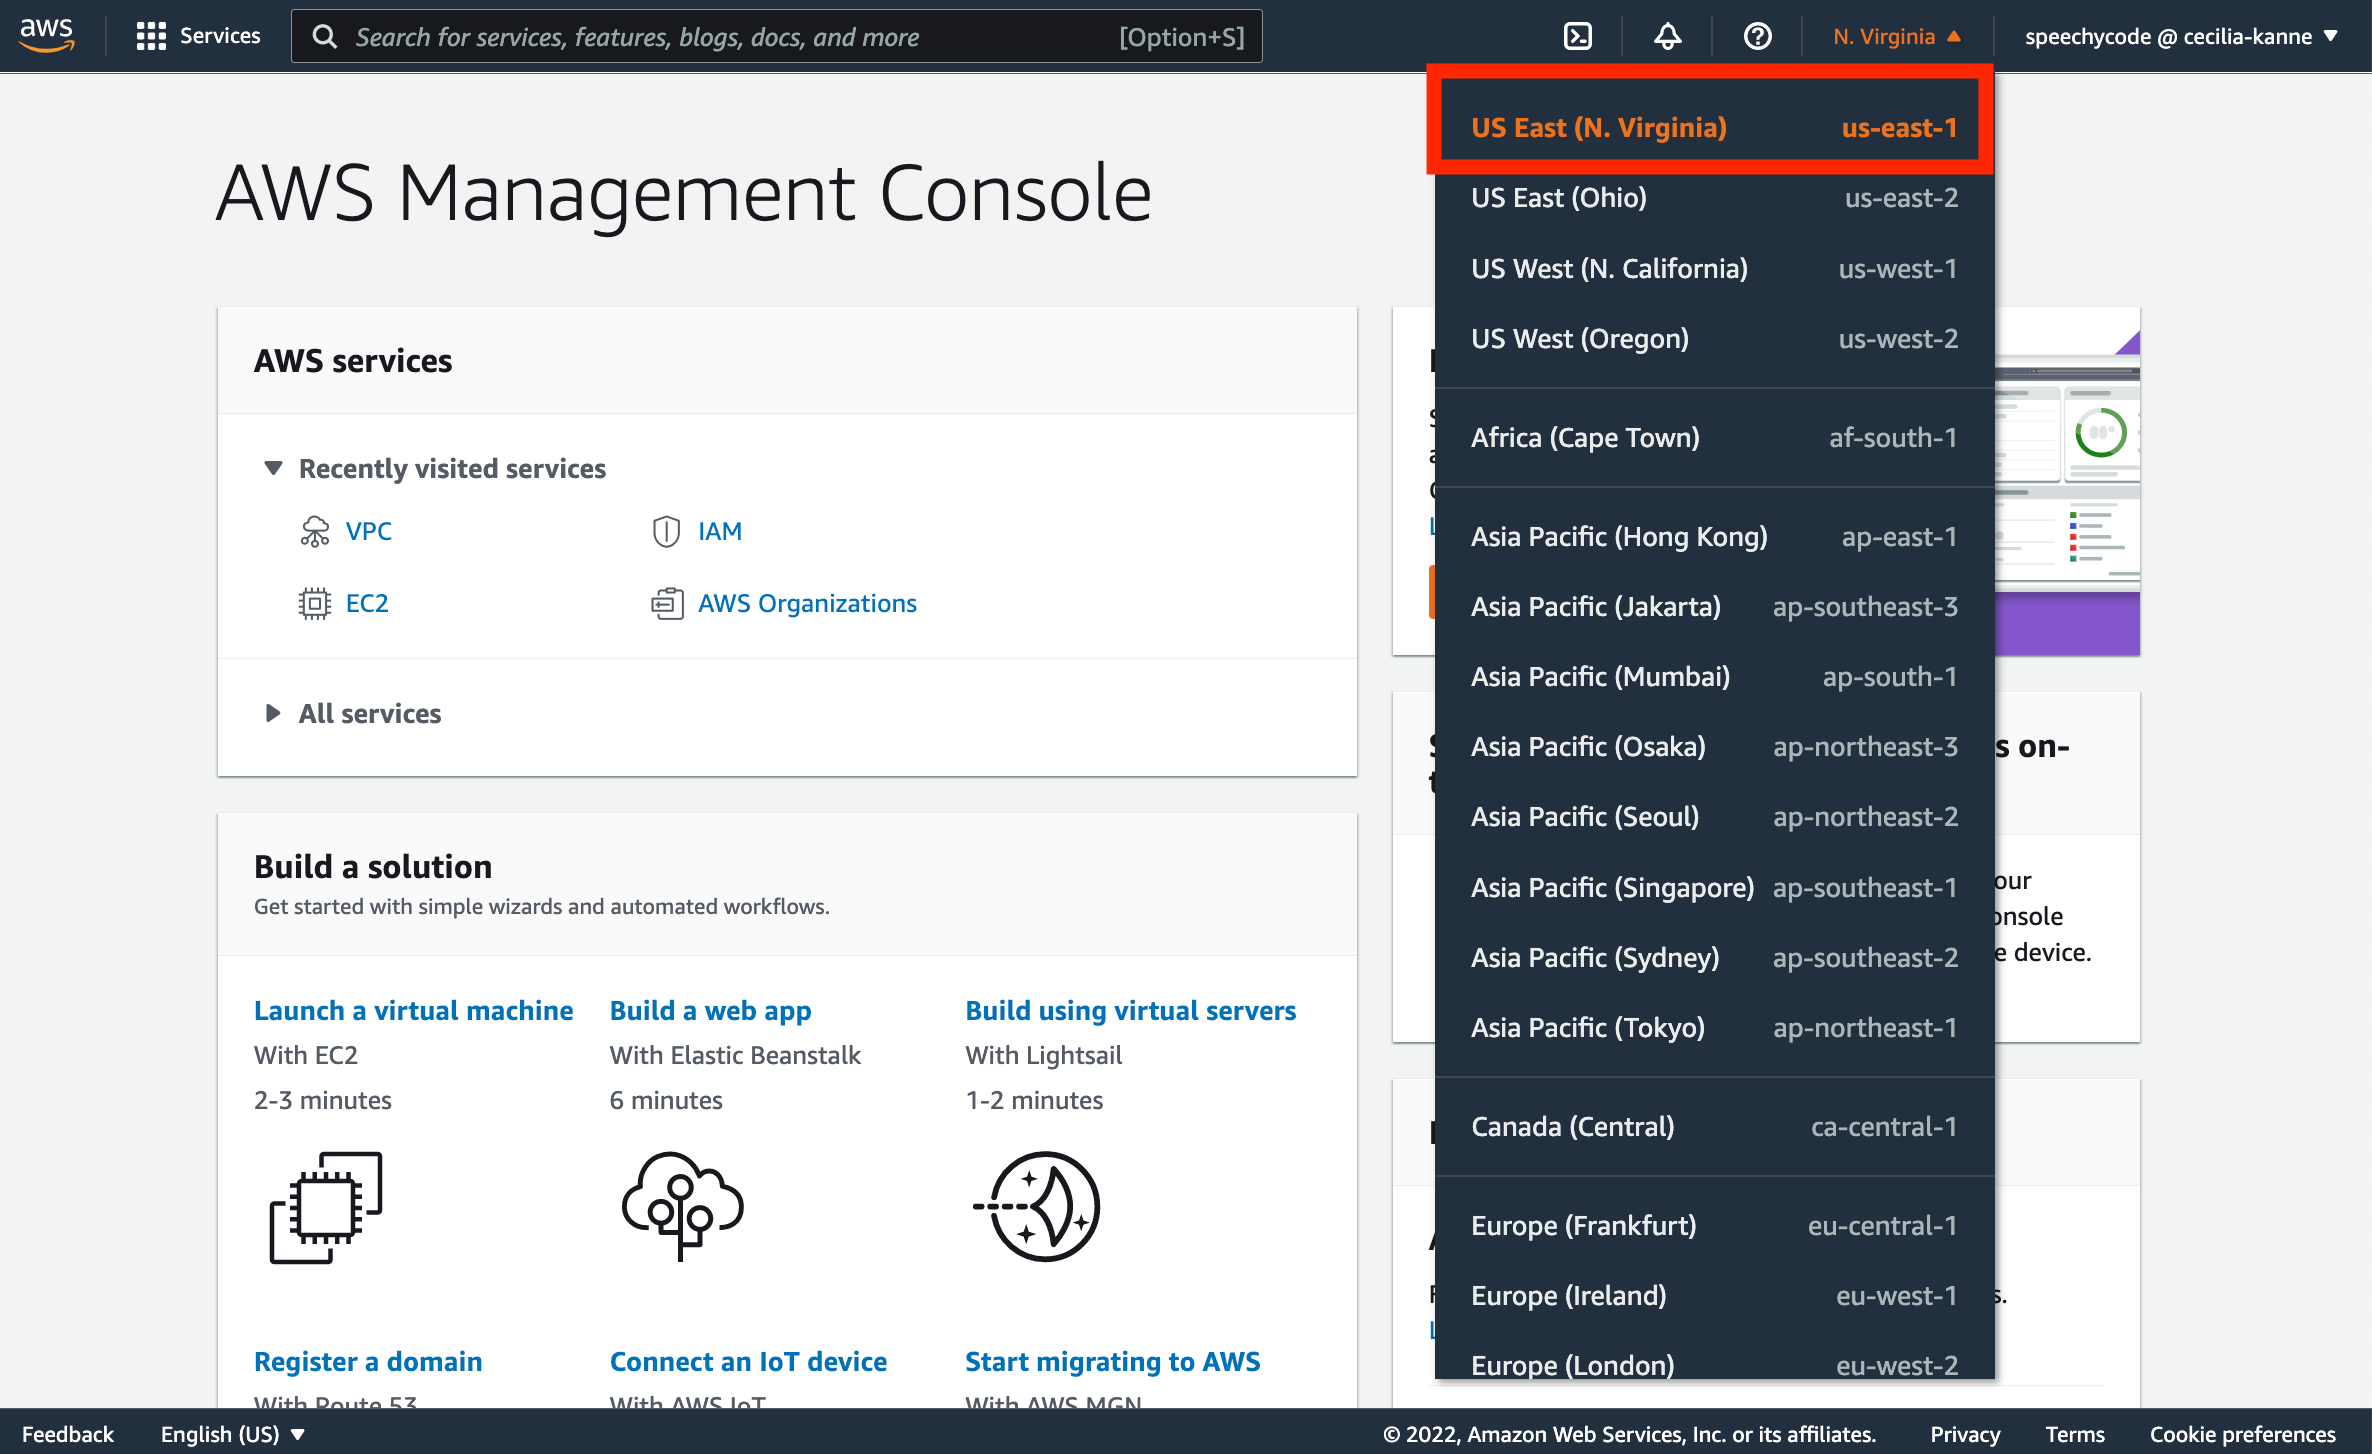 aws
Services
Search for services, features, blogs, docs, and more
[Option+S]
N. Virginia
speechycode @ cecilia-kanne
AWS Management Console
US East (N. Virginia) us-east-1
US East (Ohio) us-east-2
US West (N. California) us-west-1
US West (Oregon) us-west-2
Africa (Cape Town) af-south-1
Asia Pacific (Hong Kong) ap-east-1
Asia Pacific (Jakarta) ap-southeast-3
Asia Pacific (Mumbai) ap-south-1
Asia Pacific (Osaka) ap-northeast-3
Asia Pacific (Seoul) ap-northeast-2
Asia Pacific (Singapore) ap-southeast-1
Asia Pacific (Sydney) ap-southeast-2
Asia Pacific (Tokyo) ap-northeast-1
Canada (Central) ca-central-1
Europe (Frankfurt) eu-central-1
Europe (Ireland) eu-west-1
Europe (London) eu-west-2
AWS services
Recently visited services
VPC
IAM
EC2
AWS Organizations
All services
Build a solution
Get started with simple wizards and automated workflows.
Launch a virtual machine
With EC2
2-3 minutes
Build a web app
With Elastic Beanstalk
6 minutes
Build using virtual servers
With Lightsail
1-2 minutes
Register a domain
With Route 53
Connect an IoT device
With AWS IoT
Start migrating to AWS
With AWS MGN
s on-
our
onsole
e device.
s.
Feedback
English (US)
© 2022, Amazon Web Services, Inc. or its affiliates.
Privacy
Terms
Cookie preferences